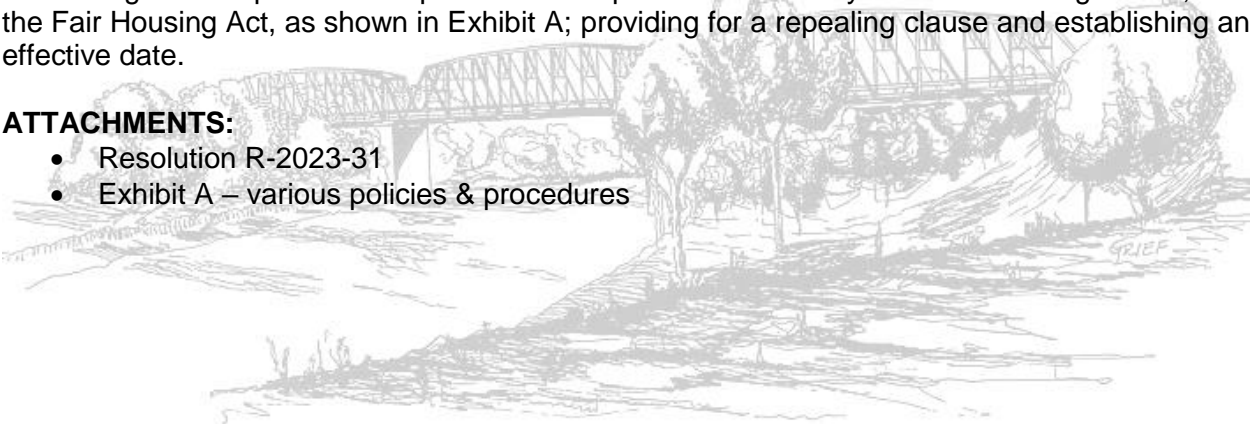 the Fair Housing Act, as shown in Exhibit A; providing for a repealing clause and establishing an
effective date.
ATTACHMENTS:
• Resolution R-2023-31
• Exhibit A – various policies & procedures
GRIEF